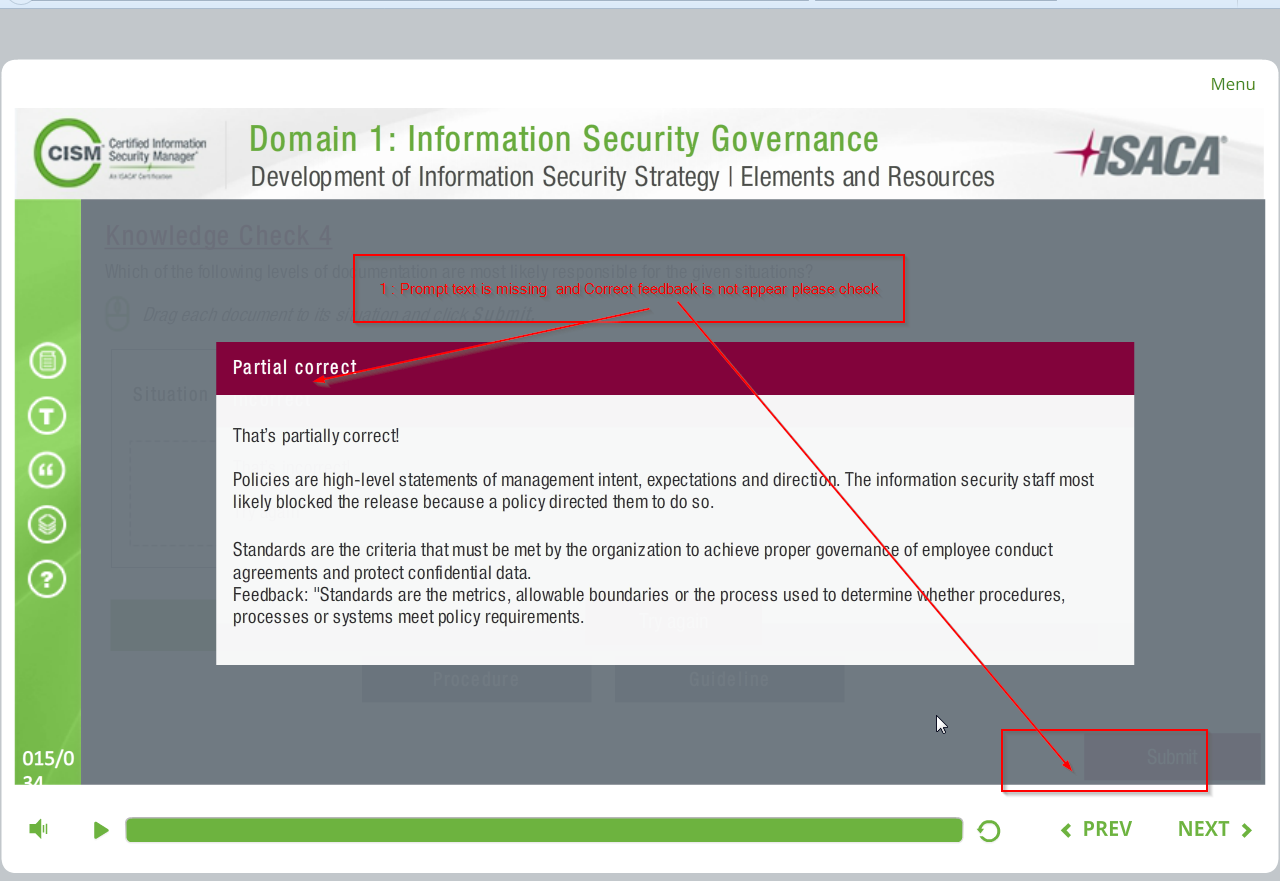 Menu
CISM
Certified Information
Security Manager®
An ISACA® Certification
Domain 1: Information Security Governance
Development of Information Security Strategy | Elements and Resources
ISACA®
Knowledge Check 4
Which of the following levels of documentation are most likely responsible for the given situations?
1 : Prompt text is missing and Correct feedback is not appear please check
Drag each document to its situation and click Submit.
Partial correct
Situation
That's partially correct!
Policies are high-level statements of management intent, expectations and direction. The information security staff most
likely blocked the release because a policy directed them to do so.
Standards are the criteria that must be met by the organization to achieve proper governance of employee conduct
agreements and protect confidential data.
Feedback: "Standards are the metrics, allowable boundaries or the process used to determine whether procedures,
processes or systems meet policy requirements.
Try again
Procedure
Guideline
Submit
015/0
34
PREV
NEXT